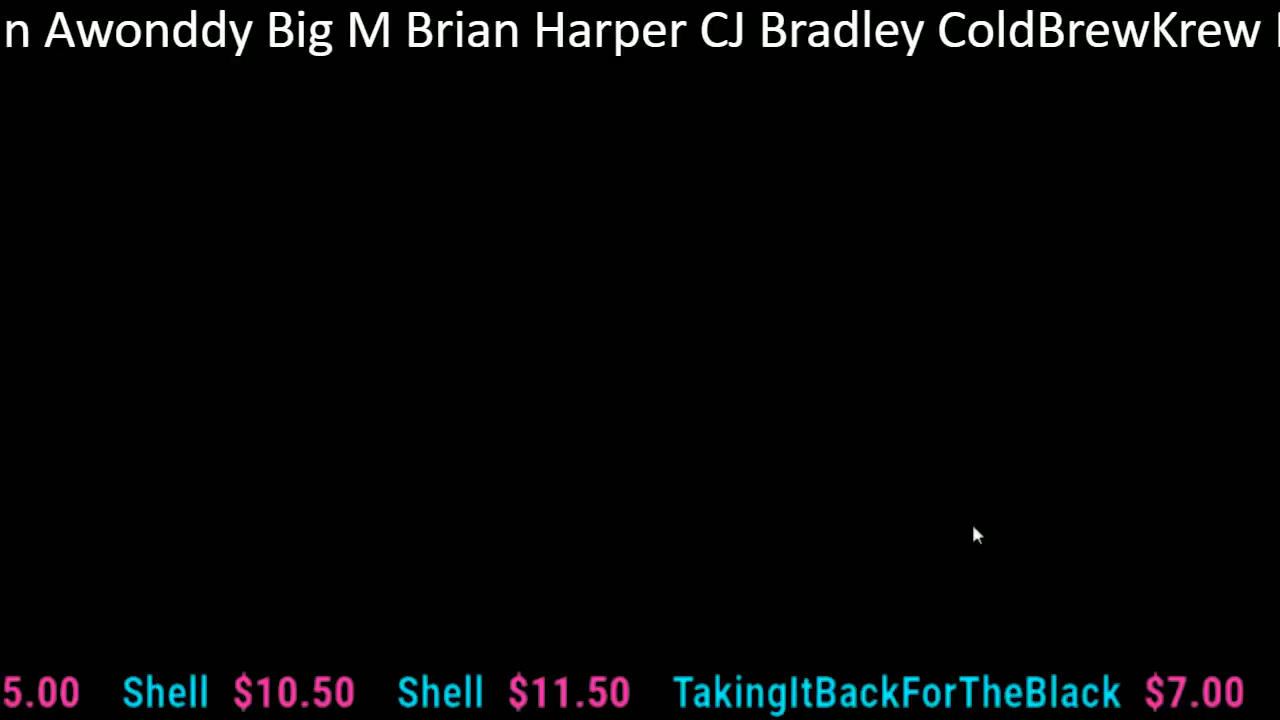 n Awonddy Big M Brian Harper CJ Bradley ColdBrewKrew
5.00 Shell $10.50 Shell $11.50 TakingItBackForTheBlack $7.00